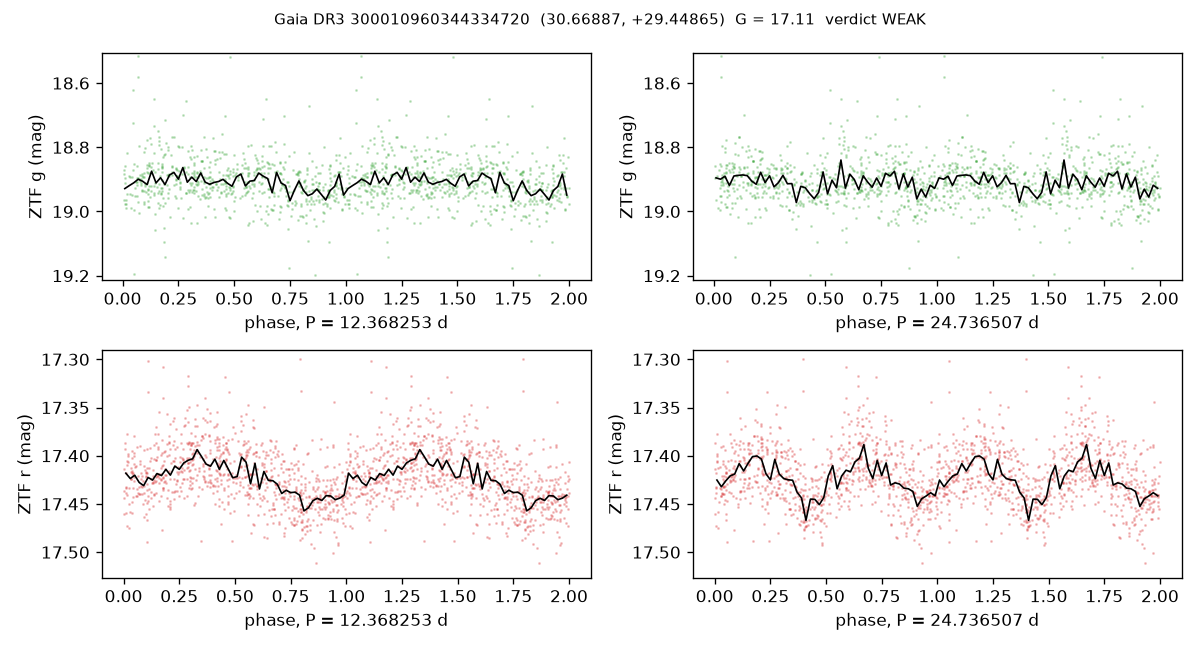 Gaia DR3 300010960344334720 (30.66887, +29.44865) G = 17.11 verdict WEAK
ZTF g (mag)
18.6
18.8
19.0
19.2
0.00 0.25 0.50 0.75 1.00 1.25 1.50 1.75 2.00
phase, P = 12.368253 d
ZTF g (mag)
18.6
18.8
19.0
19.2
0.00 0.25 0.50 0.75 1.00 1.25 1.50 1.75 2.00
phase, P = 24.736507 d
ZTF r (mag)
17.30
17.35
17.40
17.45
17.50
0.00 0.25 0.50 0.75 1.00 1.25 1.50 1.75 2.00
phase, P = 12.368253 d
ZTF r (mag)
17.30
17.35
17.40
17.45
17.50
0.00 0.25 0.50 0.75 1.00 1.25 1.50 1.75 2.00
phase, P = 24.736507 d